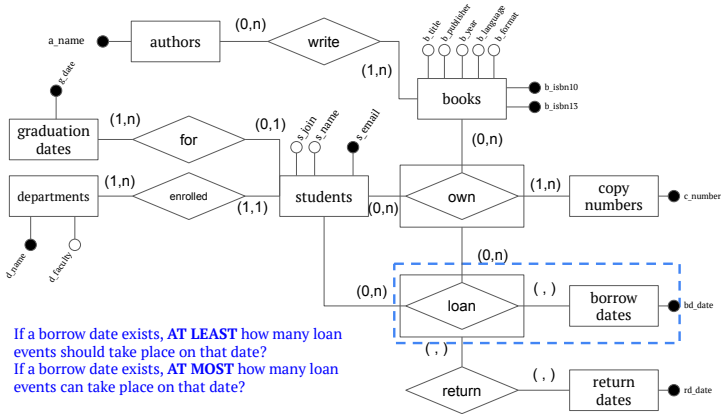 (0,n)
a_name
authors
write
b_title
b_publisher
b_year
b_language
b_format
g_date
(1,n)
b_isbn10
books
b_isbn13
(1,n)
(0,1)
s_join
s_name
s_email
graduation
dates
for
(0,n)
(1,n)
departments
enrolled
students
own
(1,n)
copy
numbers
c_number
(1,1)
(0,n)
d_name
d_faculty
(0,n)
(0,n)
loan
( , )
borrow
dates
bd_date
If a borrow date exists, AT LEAST how many loan
events should take place on that date?
If a borrow date exists, AT MOST how many loan
events can take place on that date?
( , )
return
( , )
return
dates
rd_date